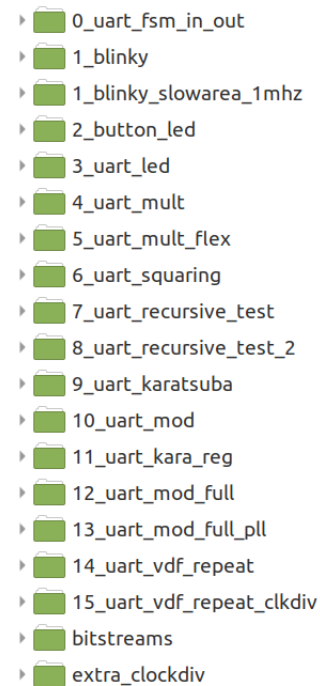 0_uart_fsm_in_out
1_blinky
1_blinky_slowarea_1mhz
2_button_led
3_uart_led
4_uart_mult
5_uart_mult_flex
6_uart_squaring
7_uart_recursive_test
8_uart_recursive_test_2
9_uart_karatsuba
10_uart_mod
11_uart_kara_reg
12_uart_mod_full
13_uart_mod_full_pll
14_uart_vdf_repeat
15_uart_vdf_repeat_clkdiv
bitstreams
extra_clockdiv